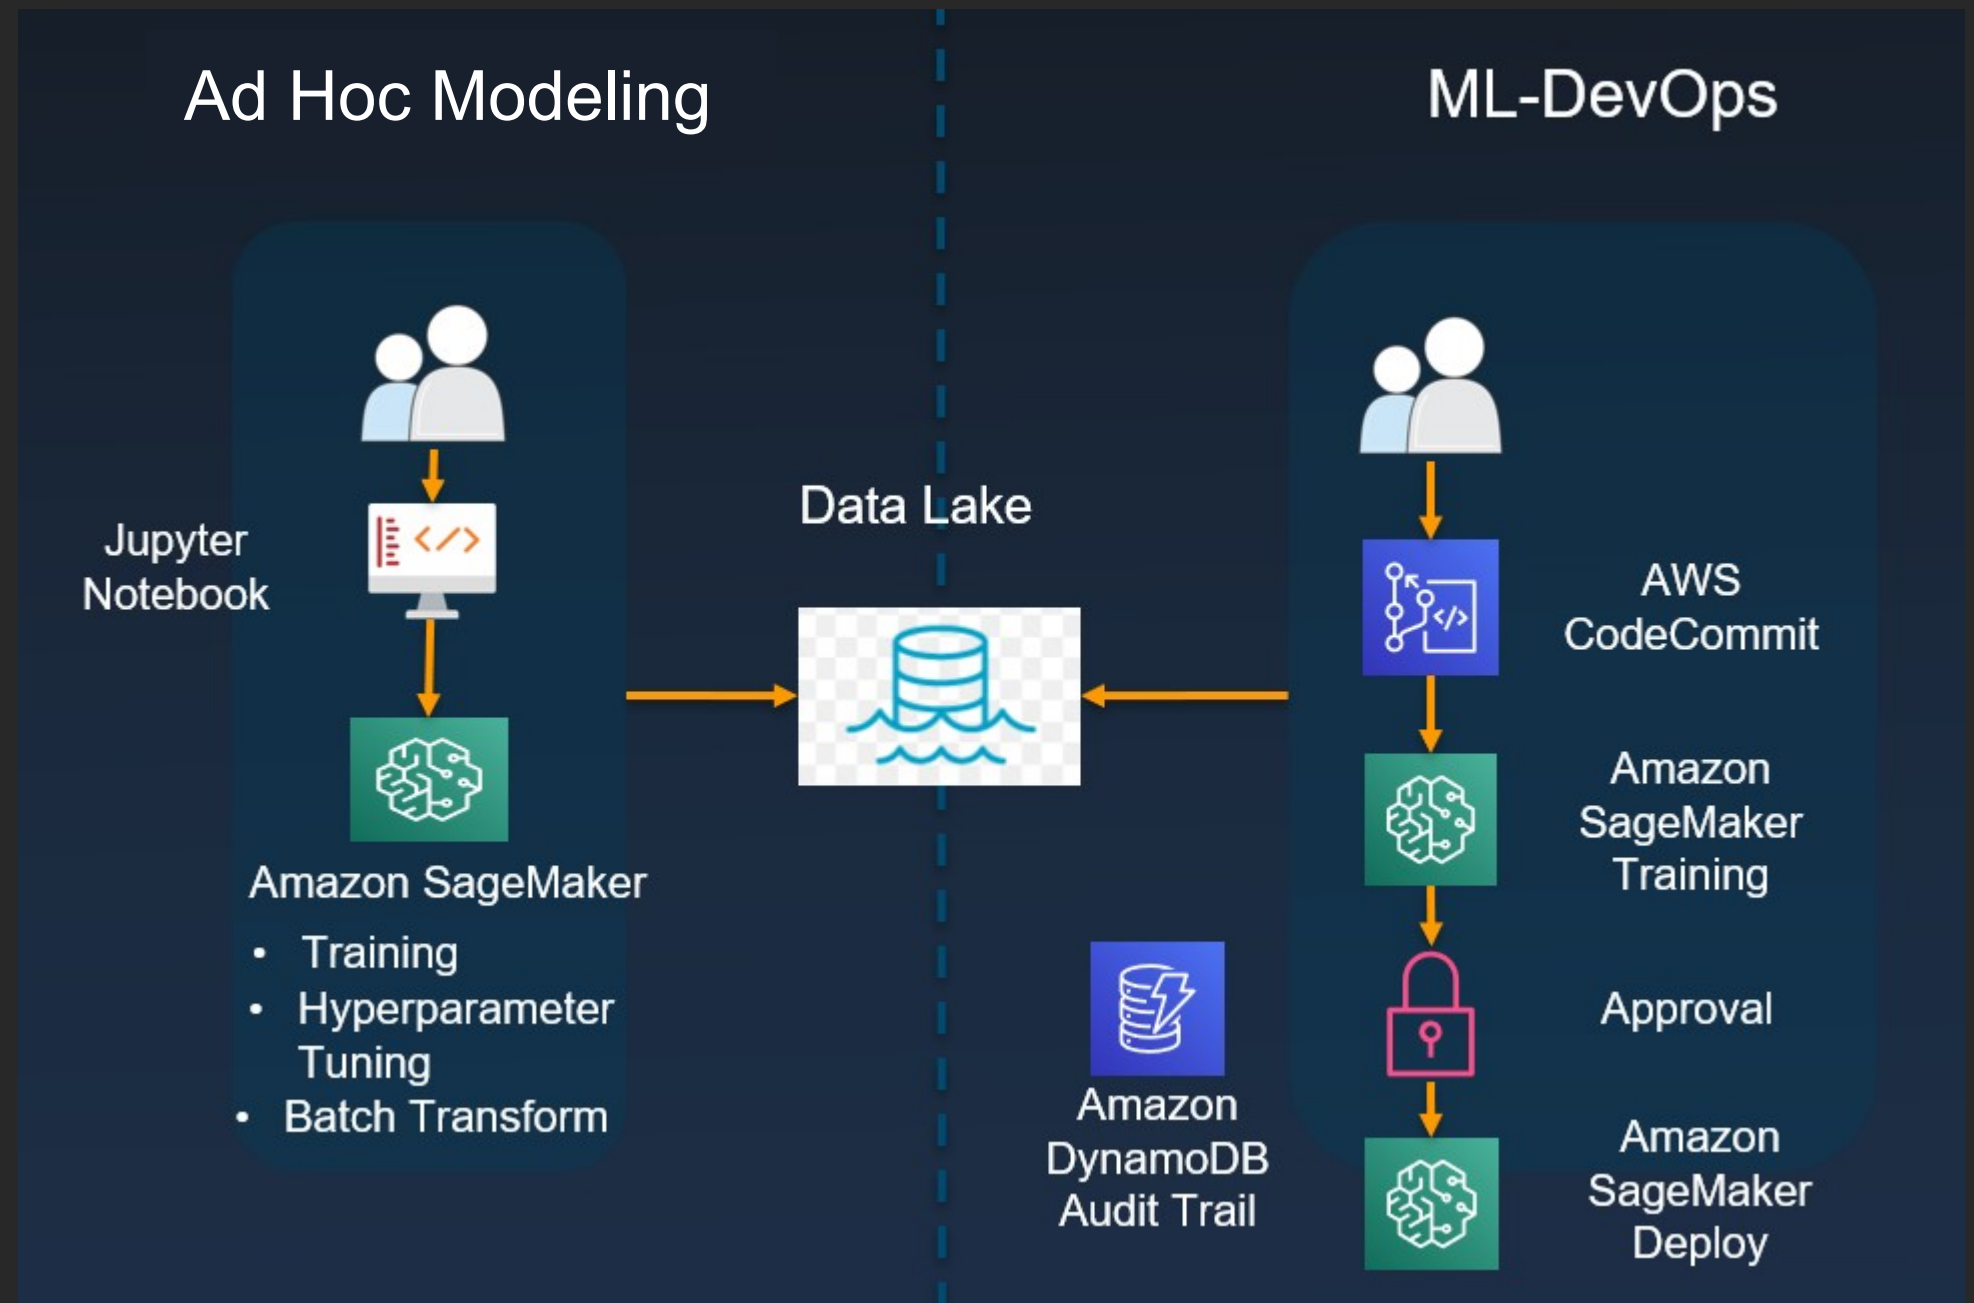 Ad Hoc Modeling
ML-DevOps
Jupyter
Notebook
Amazon SageMaker
• Training
• Hyperparameter
Tuning
• Batch Transform
Data Lake
AWS
CodeCommit
Amazon
SageMaker
Training
Approval
Amazon
SageMaker
Deploy
Amazon
DynamoDB
Audit Trail